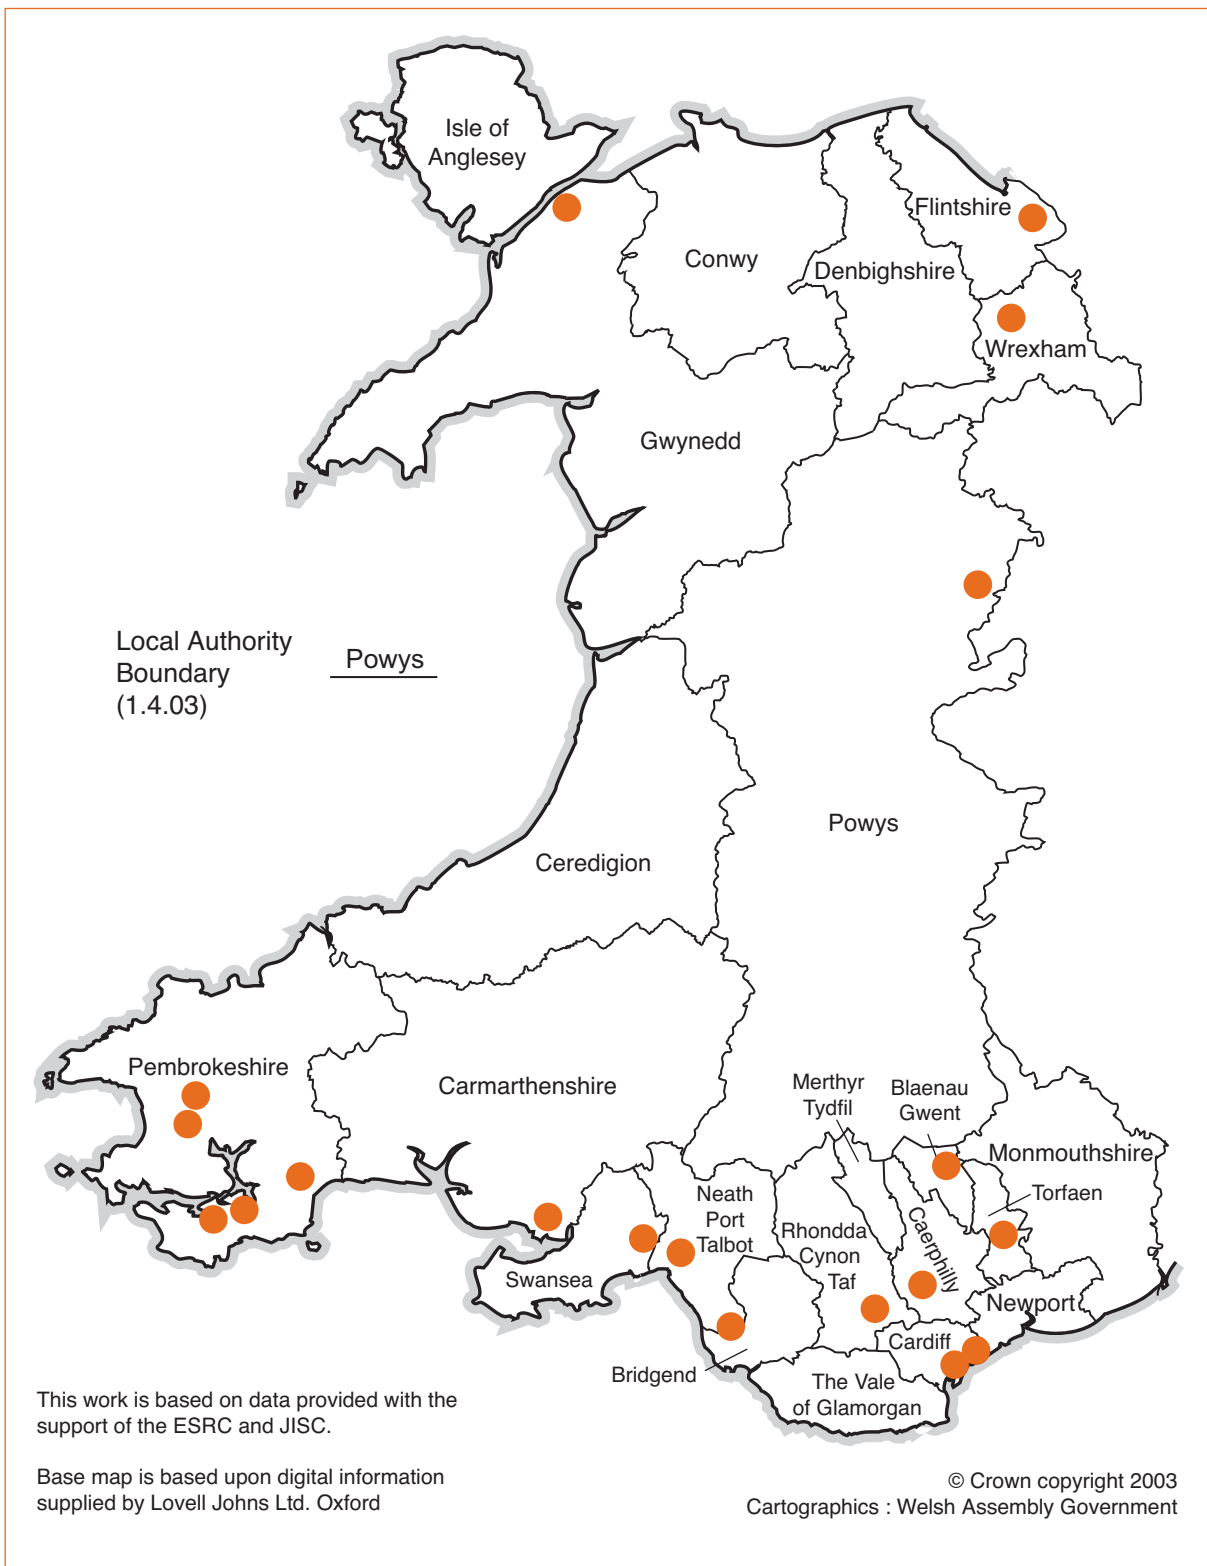 Isle of
Anglesey
Flintshire
Conwy
Denbighshire
Wrexham
Gwynedd
Local Authority
Boundary
(1.4.03)
Powys
Powys
Ceredigion
Pembrokeshire
Carmarthenshire
Merthyr
Tydfil
Blaenau
Gwent
Monmouthshire
Torfaen
Neath
Port
Talbot
Rhondda
Cynon
Taf
Caerphilly
Swansea
Newport
Cardiff
Bridgend
The Vale
of Glamorgan
This work is based on data provided with the
support of the ESRC and JISC.
Base map is based upon digital information
supplied by Lovell Johns Ltd. Oxford
© Crown copyright 2003
Cartographics : Welsh Assembly Government